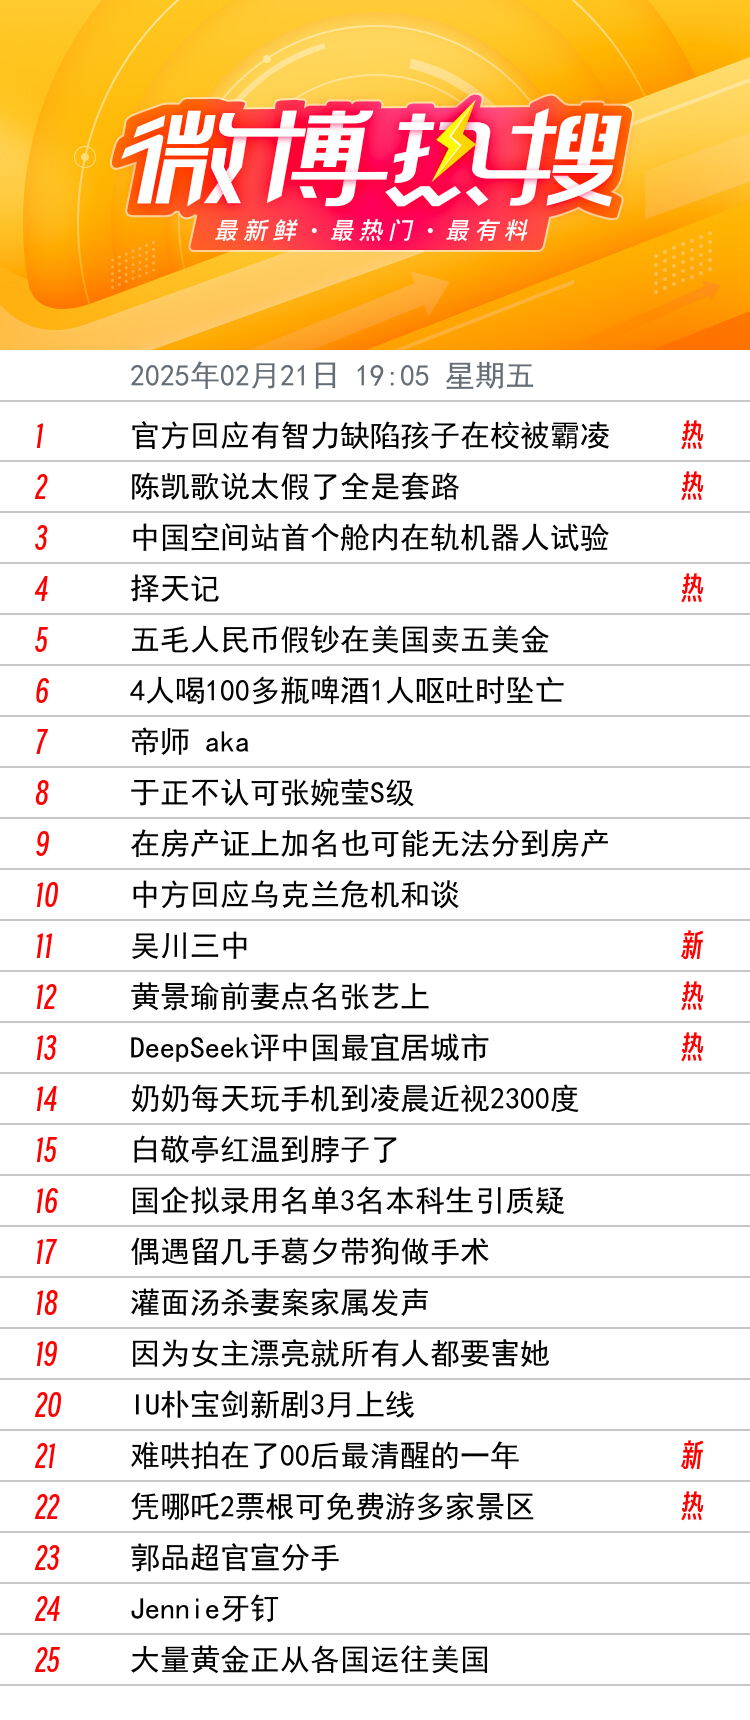 微博热搜
最新鲜·最热门·最有料
2025年02月21日 19:05 星期五
1 官方回应有智力缺陷孩子在校被霸凌 热
2 陈凯歌说太假了全是套路 热
3 中国空间站首个舱内在轨机器人试验
4 择天记 热
5 五毛人民币假钞在美国卖五美金
6 4人喝100多瓶啤酒1人呕吐时坠亡
7 帝师 aka
8 于正不认可张婉莹S级
9 在房产证上加名也可能无法分到房产
10 中方回应乌克兰危机和谈
11 吴川三中 新
12 黄景瑜前妻点名张艺上 热
13 DeepSeek评中国最宜居城市 热
14 奶奶每天玩手机到凌晨近视2300度
15 白敬亭红温到脖子了
16 国企拟录用名单3名本科生引质疑
17 偶遇留几手葛夕带狗做手术
18 灌面汤杀妻案家属发声
19 因为女主漂亮就所有人都要害她
20 IU朴宝剑新剧3月上线
21 难哄拍在了00后最清醒的一年 新
22 凭哪吒2票根可免费游多家景区 热
23 郭品超官宣分手
24 Jennie牙钉
25 大量黄金正从各国运往美国